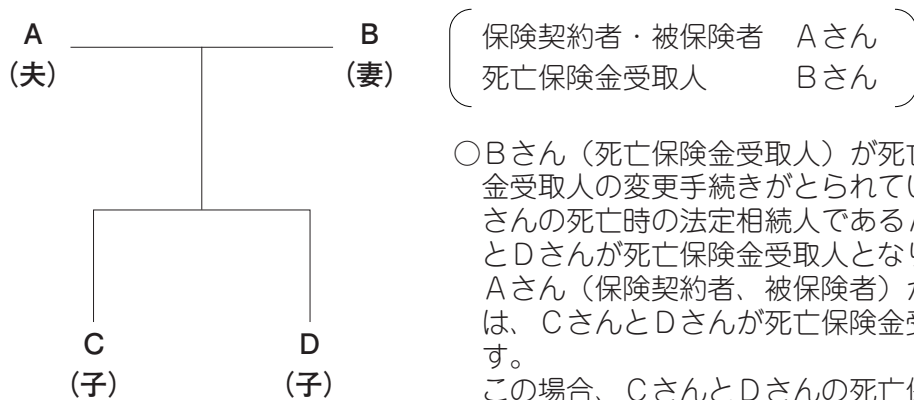 A
(夫)
B
(妻)
C
(子)
D
(子)
保険契約者・被保険者 Aさん
死亡保険金受取人 Bさん
○Bさん(死亡保険金受取人)が死亡
金受取人の変更手続きがとられてい
さんの死亡時の法定相続人である
とDさんが死亡保険金受取人となり
Aさん(保険契約者、被保険者)が
は、CさんとDさんが死亡保険金受
す。
この場合、CさんとDさんの死亡保